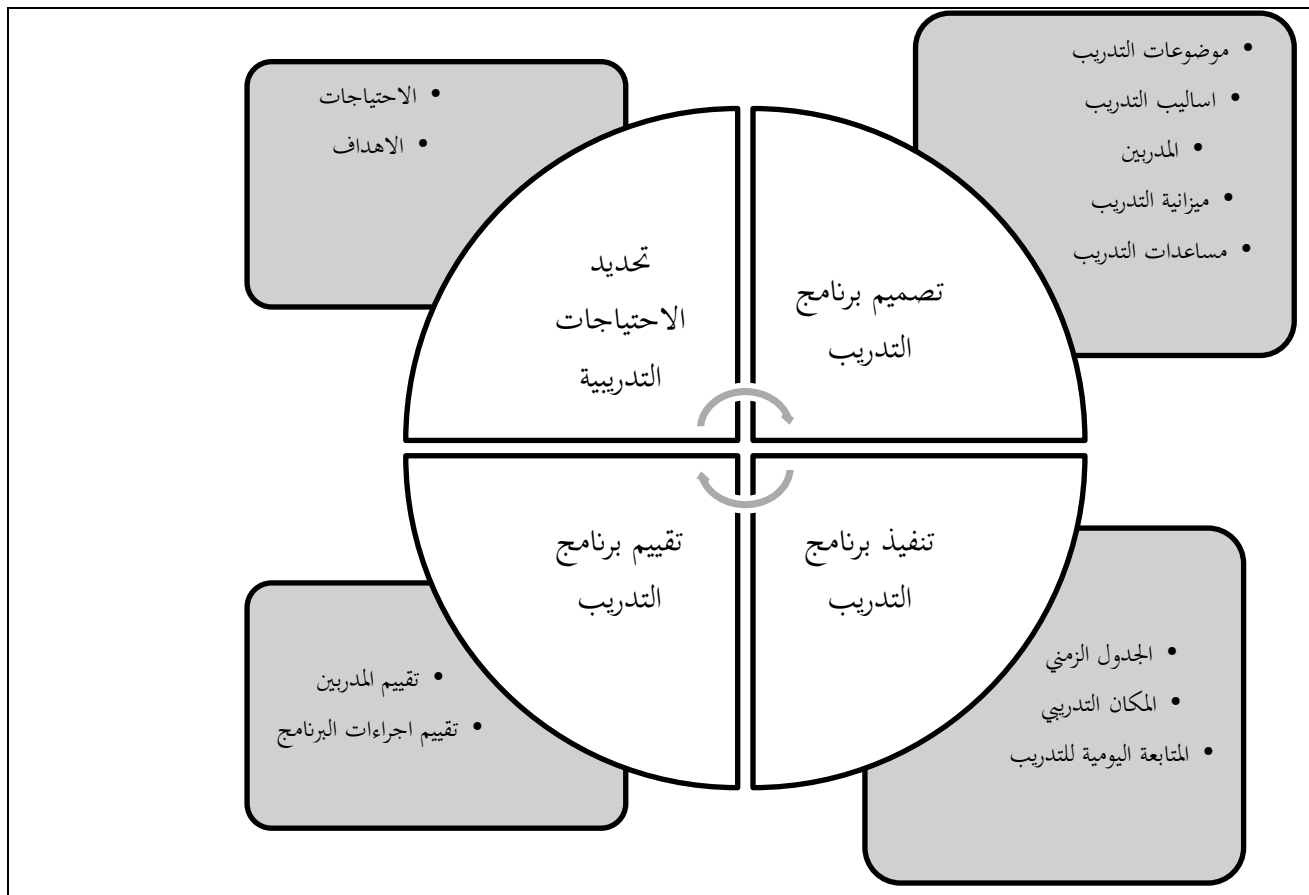 • موضوعات التدريب
• اساليب التدريب
• المدربين
• ميزانية التدريب
• مساعدات التدريب
• الاحتياجات
• الاهداف
تصميم برنامج
التدريب
تحديد
الاحتياجات
التدريبية
تنفيذ برنامج
التدريب
تقييم برنامج
التدريب
• الجدول الزمني
• المكان التدريبي
• المتابعة اليومية للتدريب
• تقييم المدربين
• تقييم اجراءات البرنامج